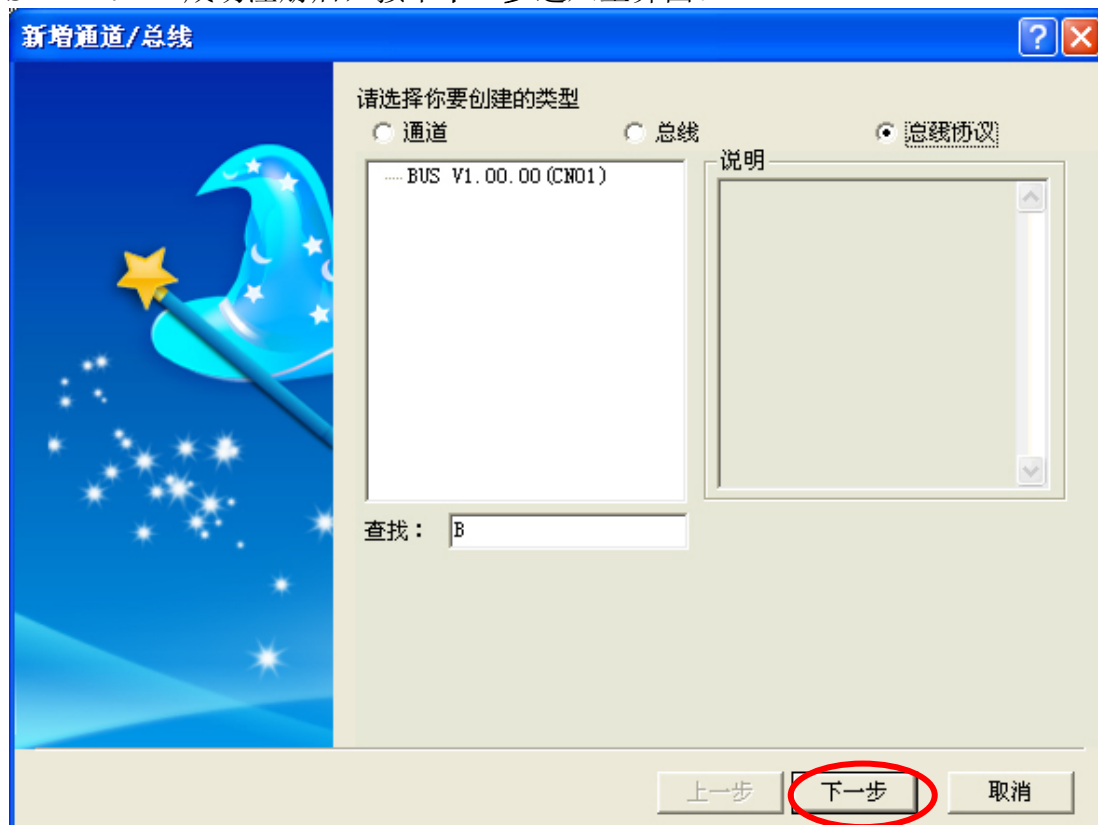 新增通道/总线
请选择你要创建的类型
通道 总线 总线协议
BUS V1.00.00(CN01)
说明
查找： B
上一步 下一步 取消